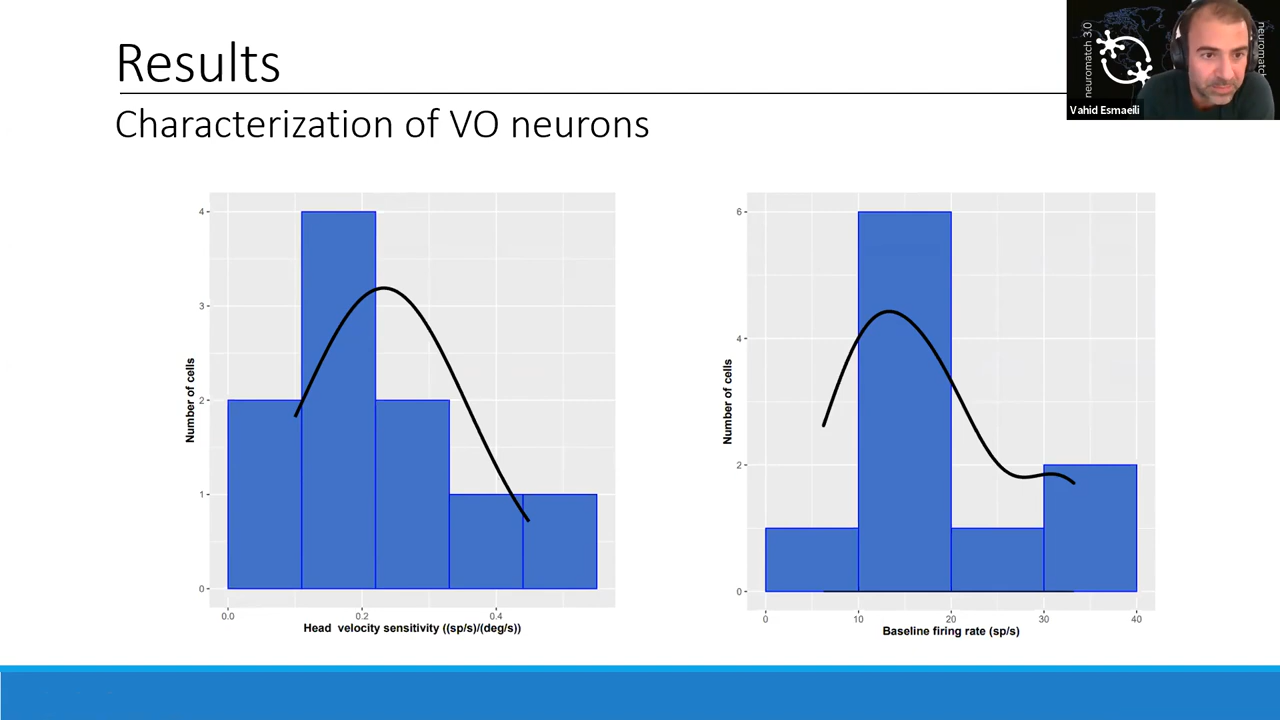 Results
Characterization of VO neurons
neuromatch 3.0
neuromatch
Vahid Esmaeili
4
3
2
1
0
Number of cells
0.0
0.2
0.4
Head velocity sensitivity ((sp/s)/(deg/s))
6
4
2
0
Number of cells
0
10
20
30
40
Baseline firing rate (sp/s)